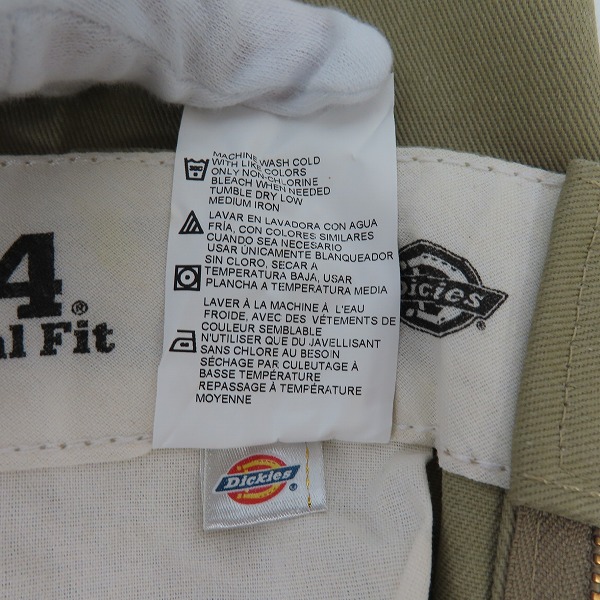 MACHINE WASH COLD
WITH LIKE COLORS
ONLY NON-CHLORINE
BLEACH WHEN NEEDED
TUMBLE DRY LOW
MEDIUM IRON
LAVAR EN LAVADORA CON AGUA
FRÍA, CON COLORES SIMILARES
CUANDO SEA NECESARIO
USAR ÚNICAMENTE BLANQUEADOR
SIN CLORO, SECAR A
TEMPERATURA BAJA, USAR
PLANCHA A TEMPERATURA MEDIA
LAVER À LA MACHINE À L'EAU
FROIDE, AVEC DES VÊTEMENTS DE
COULEUR SEMBLABLE
N'UTILISER QUE DU JAVELLISANT
SANS CHLORE AU BESOIN
SÉCHAGE PAR CULBUTAGE À
BASSE TEMPÉRATURE
REPASSAGE À TEMPÉRATURE
MOYENNE
4®
al Fit
Dickies®
Dickies®